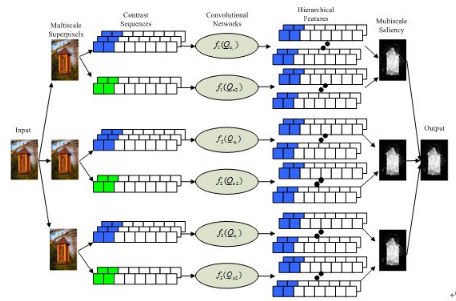 Multiscale
Superpixels
Contrast
Sequences
Convolutional
Networks
Hierarchical
Features
Multiscale
Saliency
Input
Output